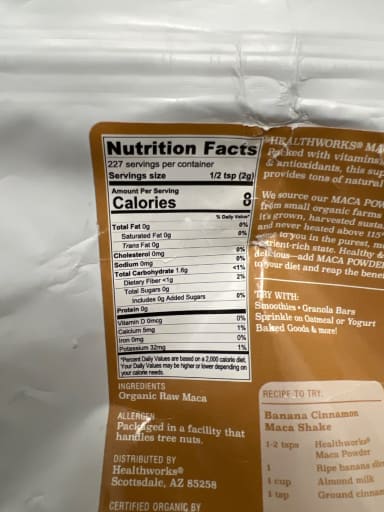 Nutrition Facts
227 servings per container
Servings size 1/2 tsp (2g)
Amount Per Serving
Calories 8
% Daily Value*
Total Fat 0g 0%
Saturated Fat 0g 0%
Trans Fat 0g
Cholesterol 0mg 0%
Sodium 0mg 0%
Total Carbohydrate 1.6g <1%
Dietary Fiber <1g 2%
Total Sugars 0g
Includes 0g Added Sugars 0%
Protein 0g
Vitamin D 0mcg 0%
Calcium 5mg 1%
Iron 0mg 0%
Potassium 32mg 1%
*Percent Daily Values are based on a 2,000 calorie diet.
Your Daily Values may be higher or lower depending on
your calorie needs.
INGREDIENTS
Organic Raw Maca
ALLERGEN
Packaged in a facility that
handles tree nuts.
DISTRIBUTED BY
Healthworks®
Scottsdale, AZ 85258
CERTIFIED ORGANIC BY
HEALTHWORKS® MA
Packed with vitamins
& antioxidants, this sup
provides tons of natural
We source our MACA POW
from small organic farms
It's grown, harvested susta
and never heated above 115°
to you in the purest, m
trient-rich state. Healthy &
delicious—add MACA POWDER
to your diet and reap the bene
TRY WITH:
Smoothies • Granola Bars
Sprinkle on Oatmeal or Yogurt
Baked Goods & more!
RECIPE TO TRY:
Banana Cinnamon
Maca Shake
1-2 tsps Healthworks®
Maca Powder
1 Ripe banana slic
1 cup Almond milk
1 tsp Ground cinnam